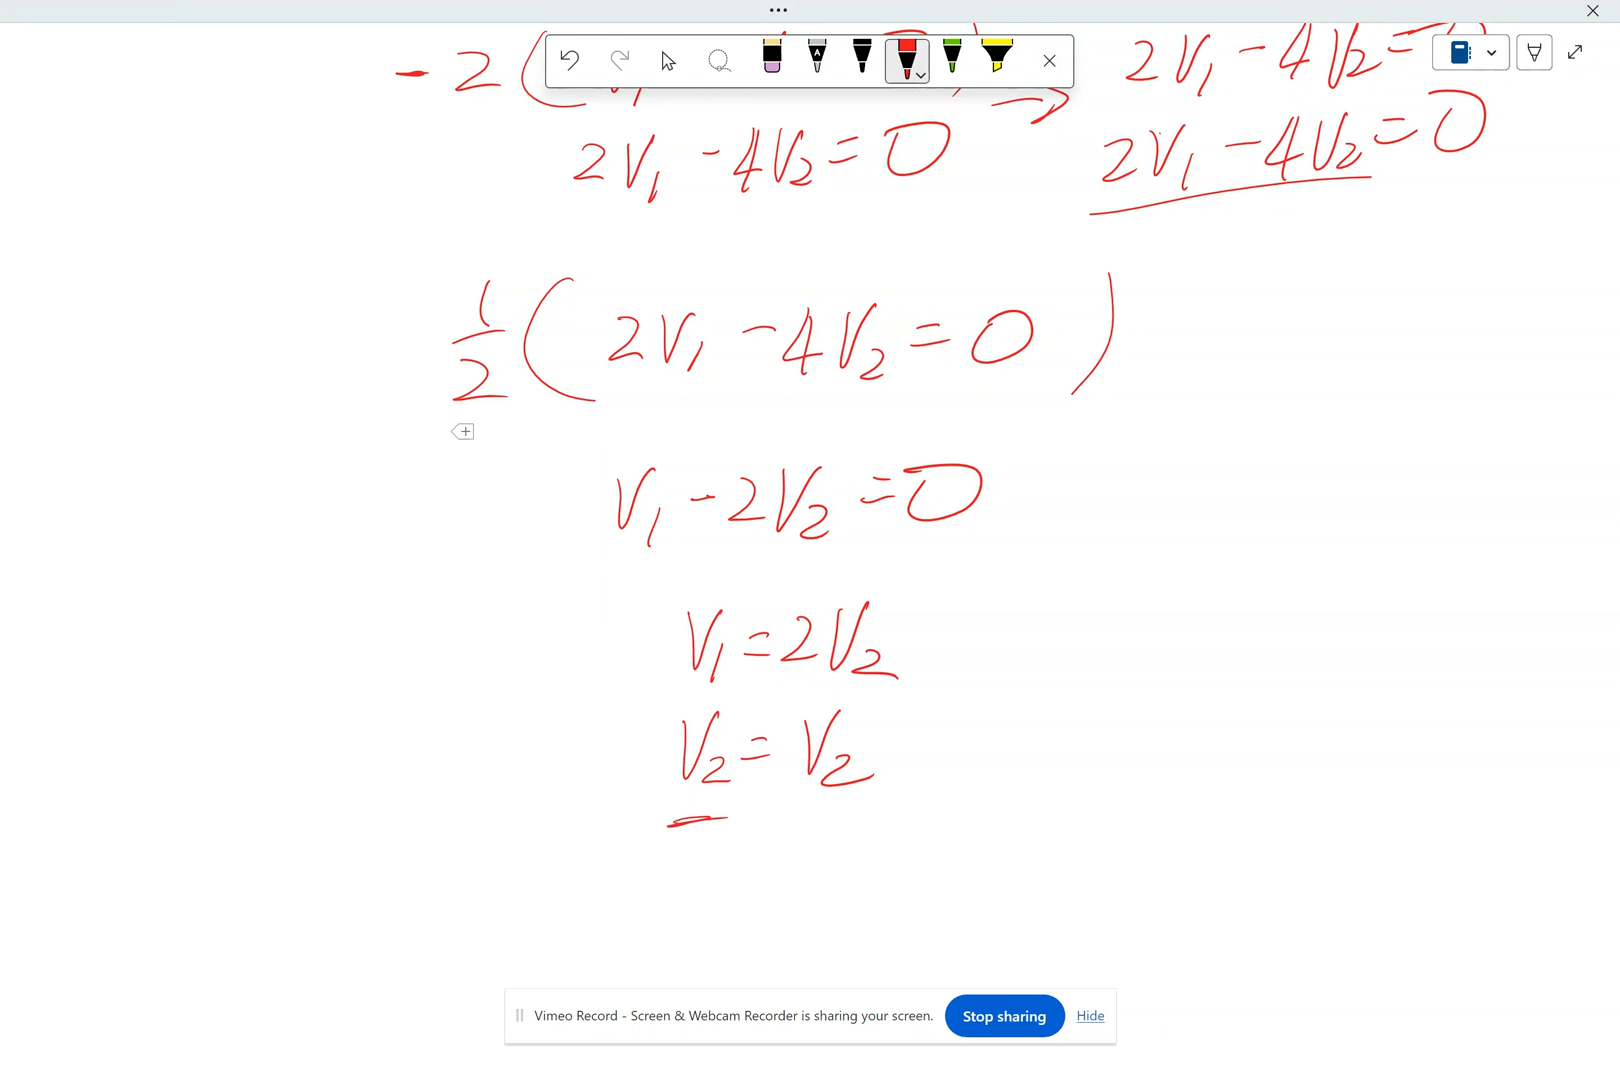 - 2 (
2V1 - 4V2 =
2V1 - 4V2 = 0
2V1 - 4V2 = 0
1/2 ( 2V1 - 4V2 = 0 )
V1 - 2V2 = 0
V1 = 2V2
V2 = V2
Vimeo Record - Screen & Webcam Recorder is sharing your screen.
Stop sharing
Hide